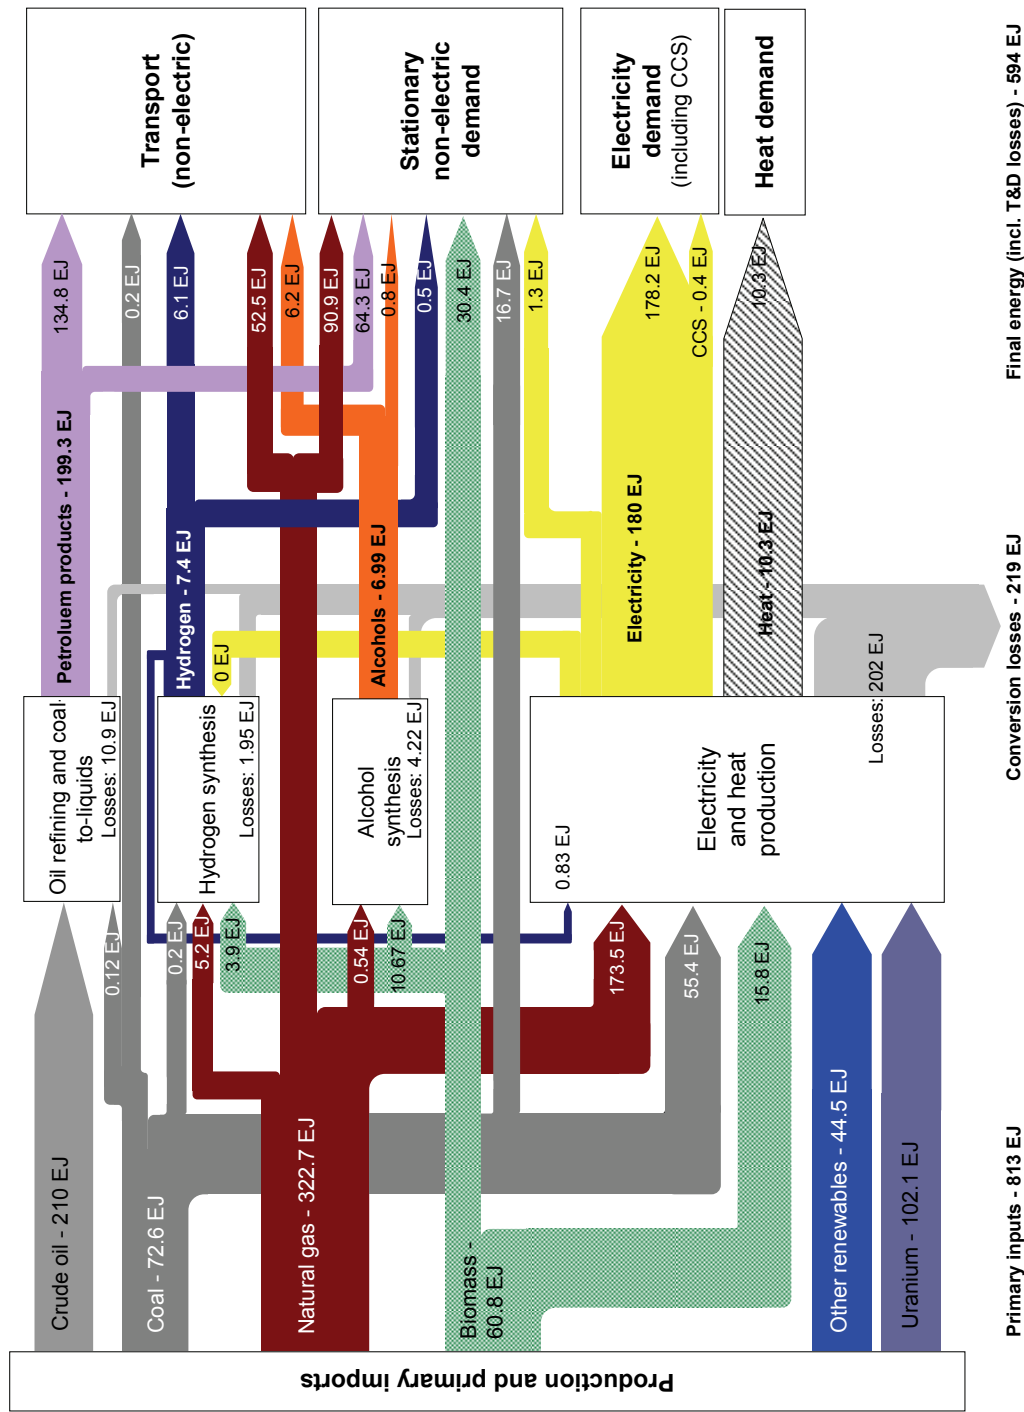 Production and primary imports
Crude oil - 210 EJ
Coal - 72.6 EJ
Natural gas - 322.7 EJ
Biomass -
60.8 EJ
Other renewables - 44.5 EJ
Uranium - 102.1 EJ
Primary inputs - 813 EJ
0.12 EJ
0.2 EJ
5.2 EJ
3.9 EJ
0.54 EJ
10.67 EJ
0.83 EJ
173.5 EJ
55.4 EJ
15.8 EJ
Oil refining and coal-
to-liquids
Losses: 10.9 EJ
Hydrogen synthesis
Losses: 1.95 EJ
Alcohol
synthesis
Losses: 4.22 EJ
Electricity
and heat
production
Losses: 202 EJ
Conversion losses - 219 EJ
Petroluem products - 199.3 EJ
Hydrogen - 7.4 EJ
0 EJ
Alcohols - 6.99 EJ
Electricity - 180 EJ
Heat - 10.3 EJ
134.8 EJ
0.2 EJ
6.1 EJ
52.5 EJ
6.2 EJ
90.9 EJ
64.3 EJ
0.8 EJ
0.5 EJ
30.4 EJ
16.7 EJ
1.3 EJ
178.2 EJ
CCS - 0.4 EJ
10.3 EJ
Transport
(non-electric)
Stationary
non-electric
demand
Electricity
demand
(including CCS)
Heat demand
Final energy (incl. T&D losses) - 594 EJ